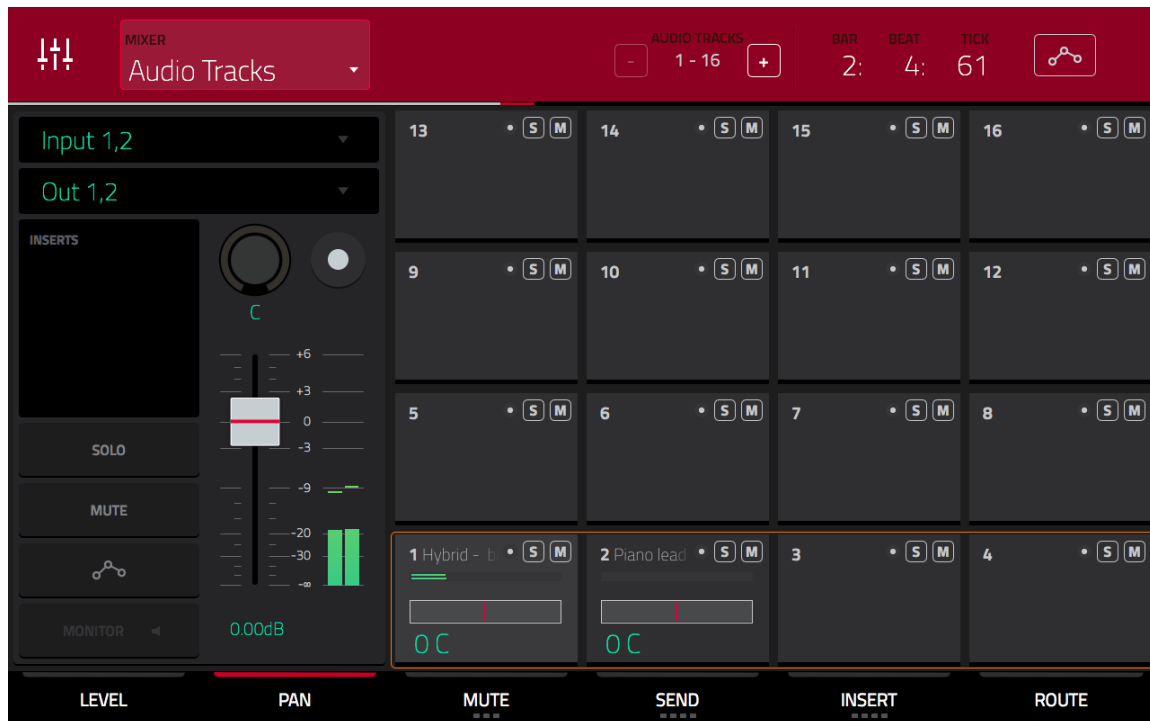 MIXER
Audio Tracks
AUDIO TRACKS
- 1 - 16 +
BAR BEAT TICK
2: 4: 61
Input 1,2
Out 1,2
INSERTS
C
+6
+3
0
-3
-9
-20
-30
-∞
0.00dB
SOLO
MUTE
MONITOR
13 S M
14 S M
15 S M
16 S M
9 S M
10 S M
11 S M
12 S M
5 S M
6 S M
7 S M
8 S M
1 Hybrid - S M
0 C
2 Piano lead S M
0 C
3 S M
4 S M
LEVEL PAN MUTE SEND INSERT ROUTE